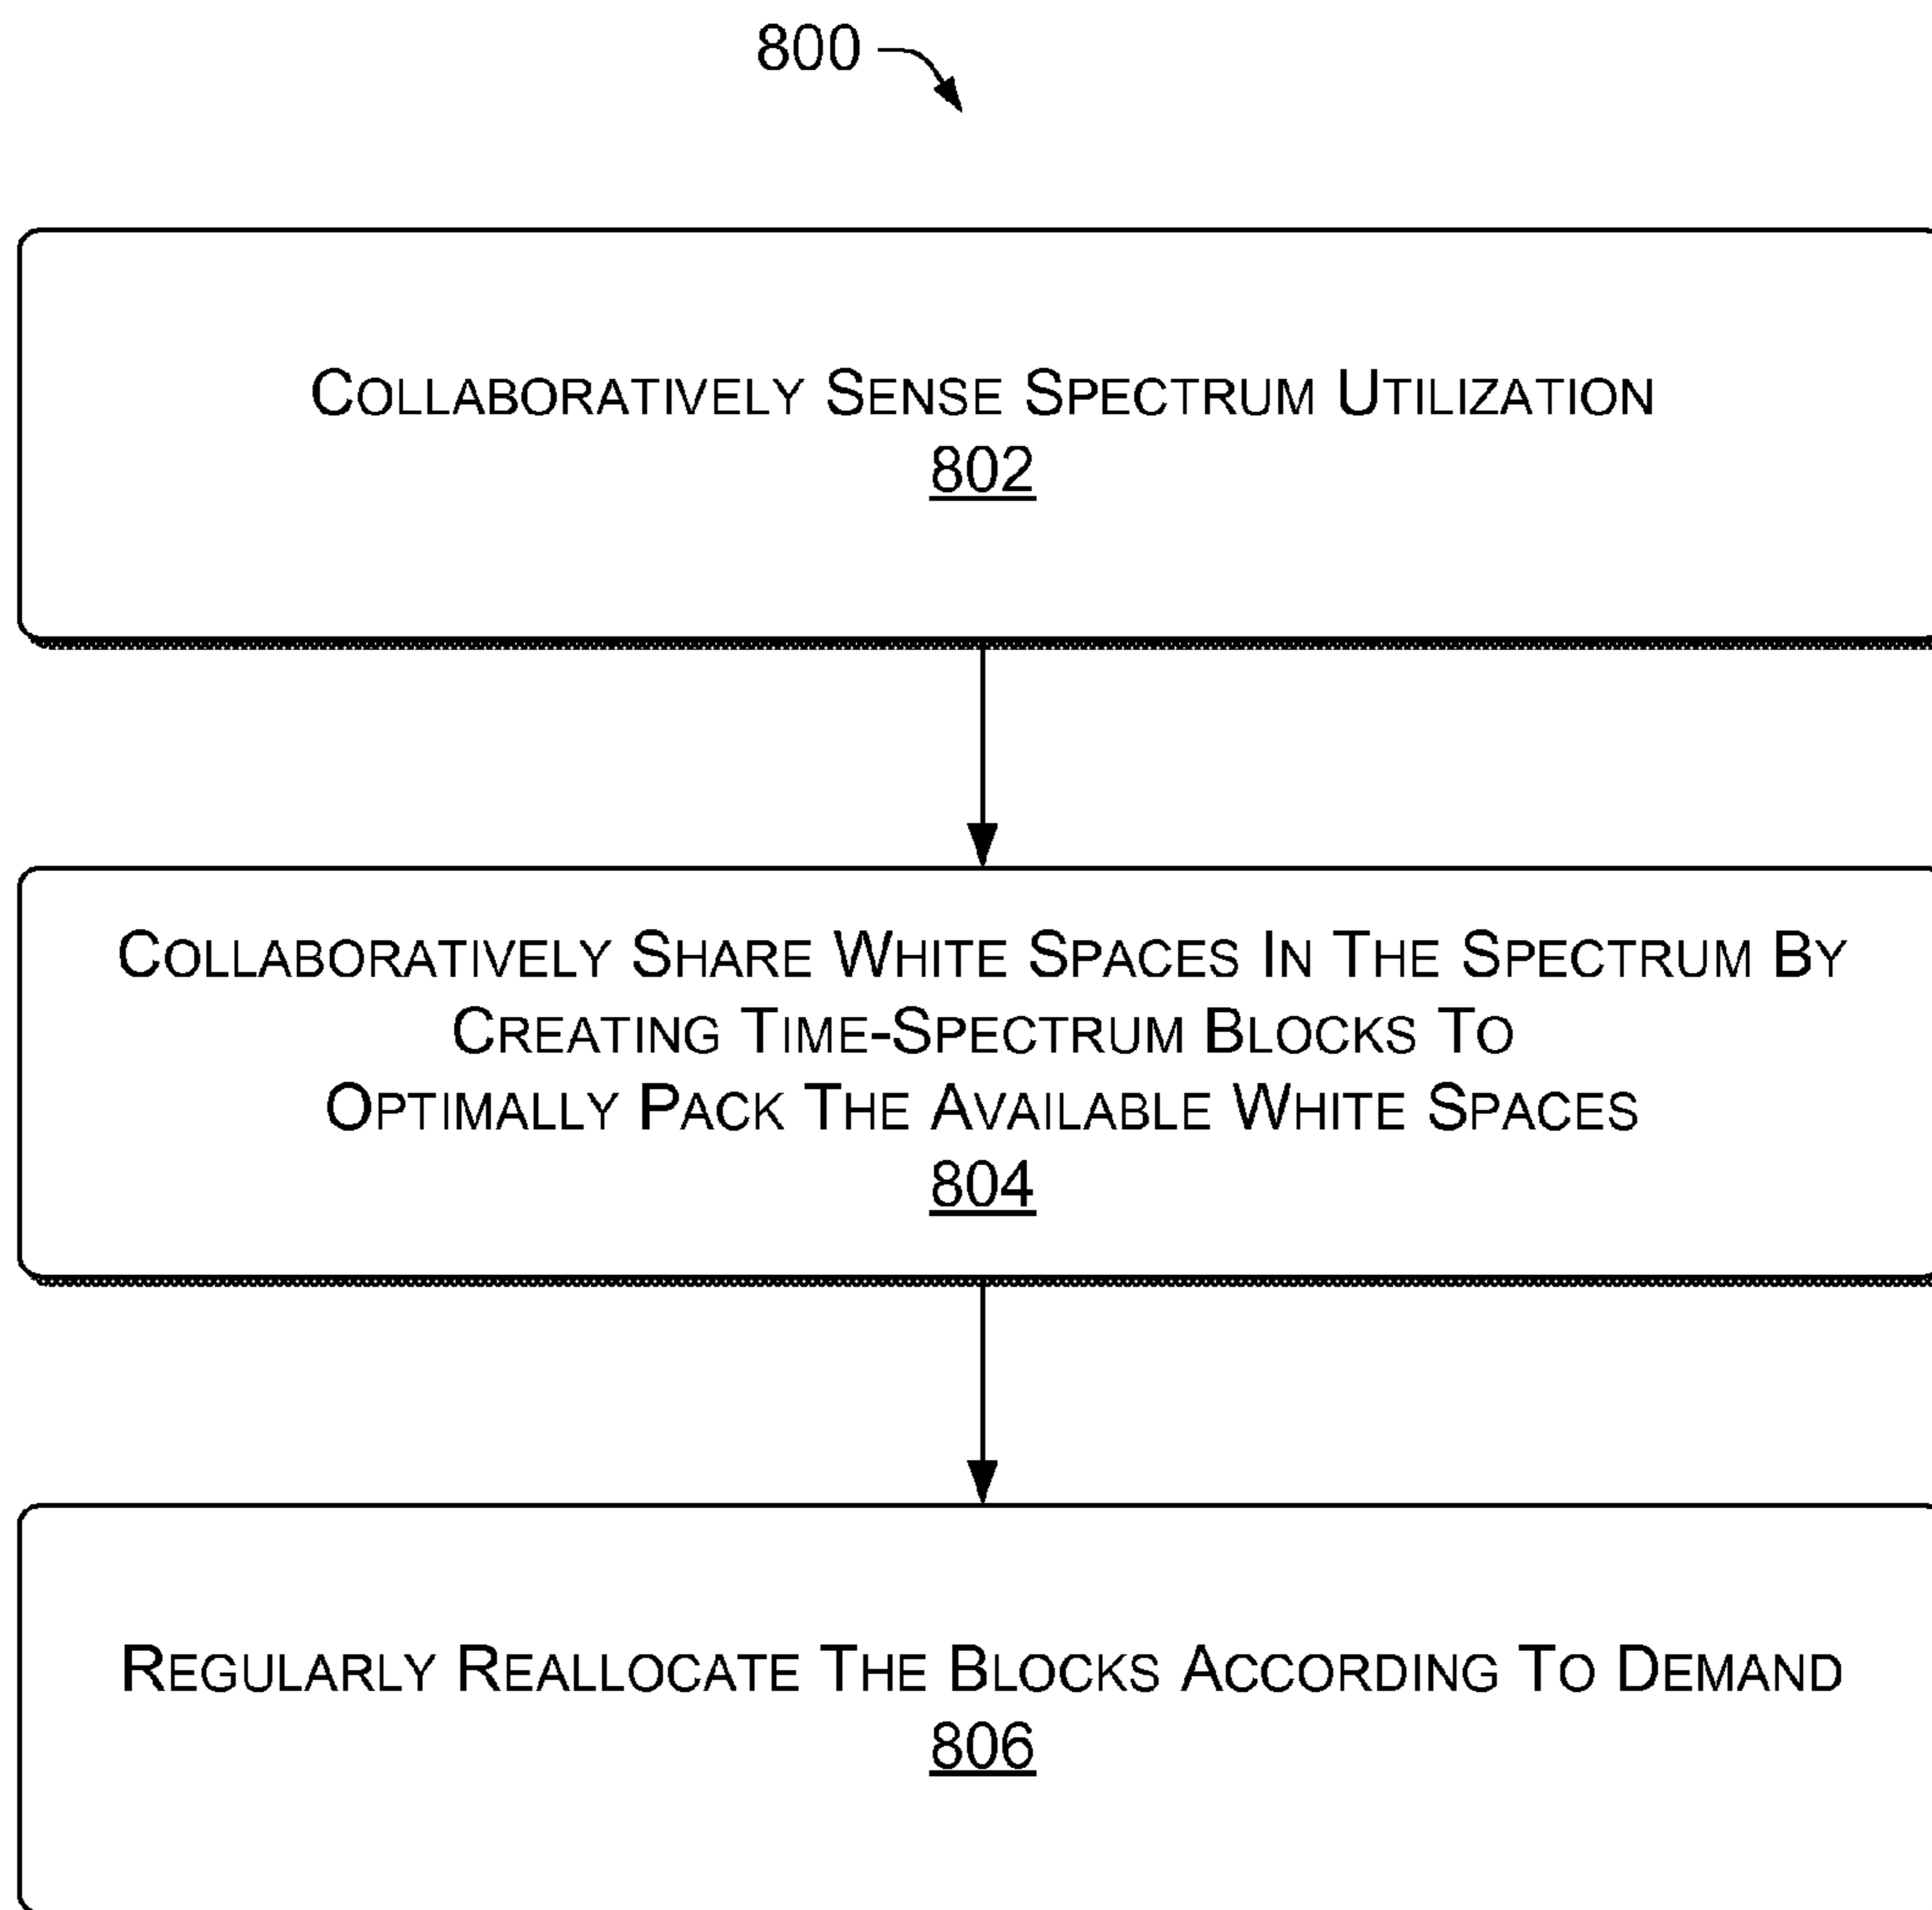 800
COLLABORATIVELY SENSE SPECTRUM UTILIZATION
802
COLLABORATIVELY SHARE WHITE SPACES IN THE SPECTRUM BY
CREATING TIME-SPECTRUM BLOCKS TO
OPTIMALLY PACK THE AVAILABLE WHITE SPACES
804
REGULARLY REALLOCATE THE BLOCKS ACCORDING TO DEMAND
806